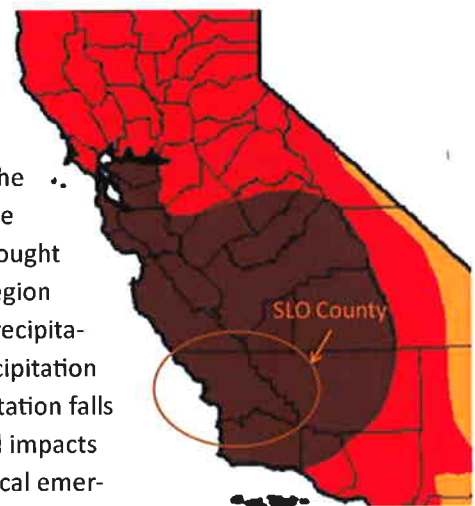 he
e
ought
egion
recipita-
cipitation
tation falls
d impacts
cal emer-
SLO County